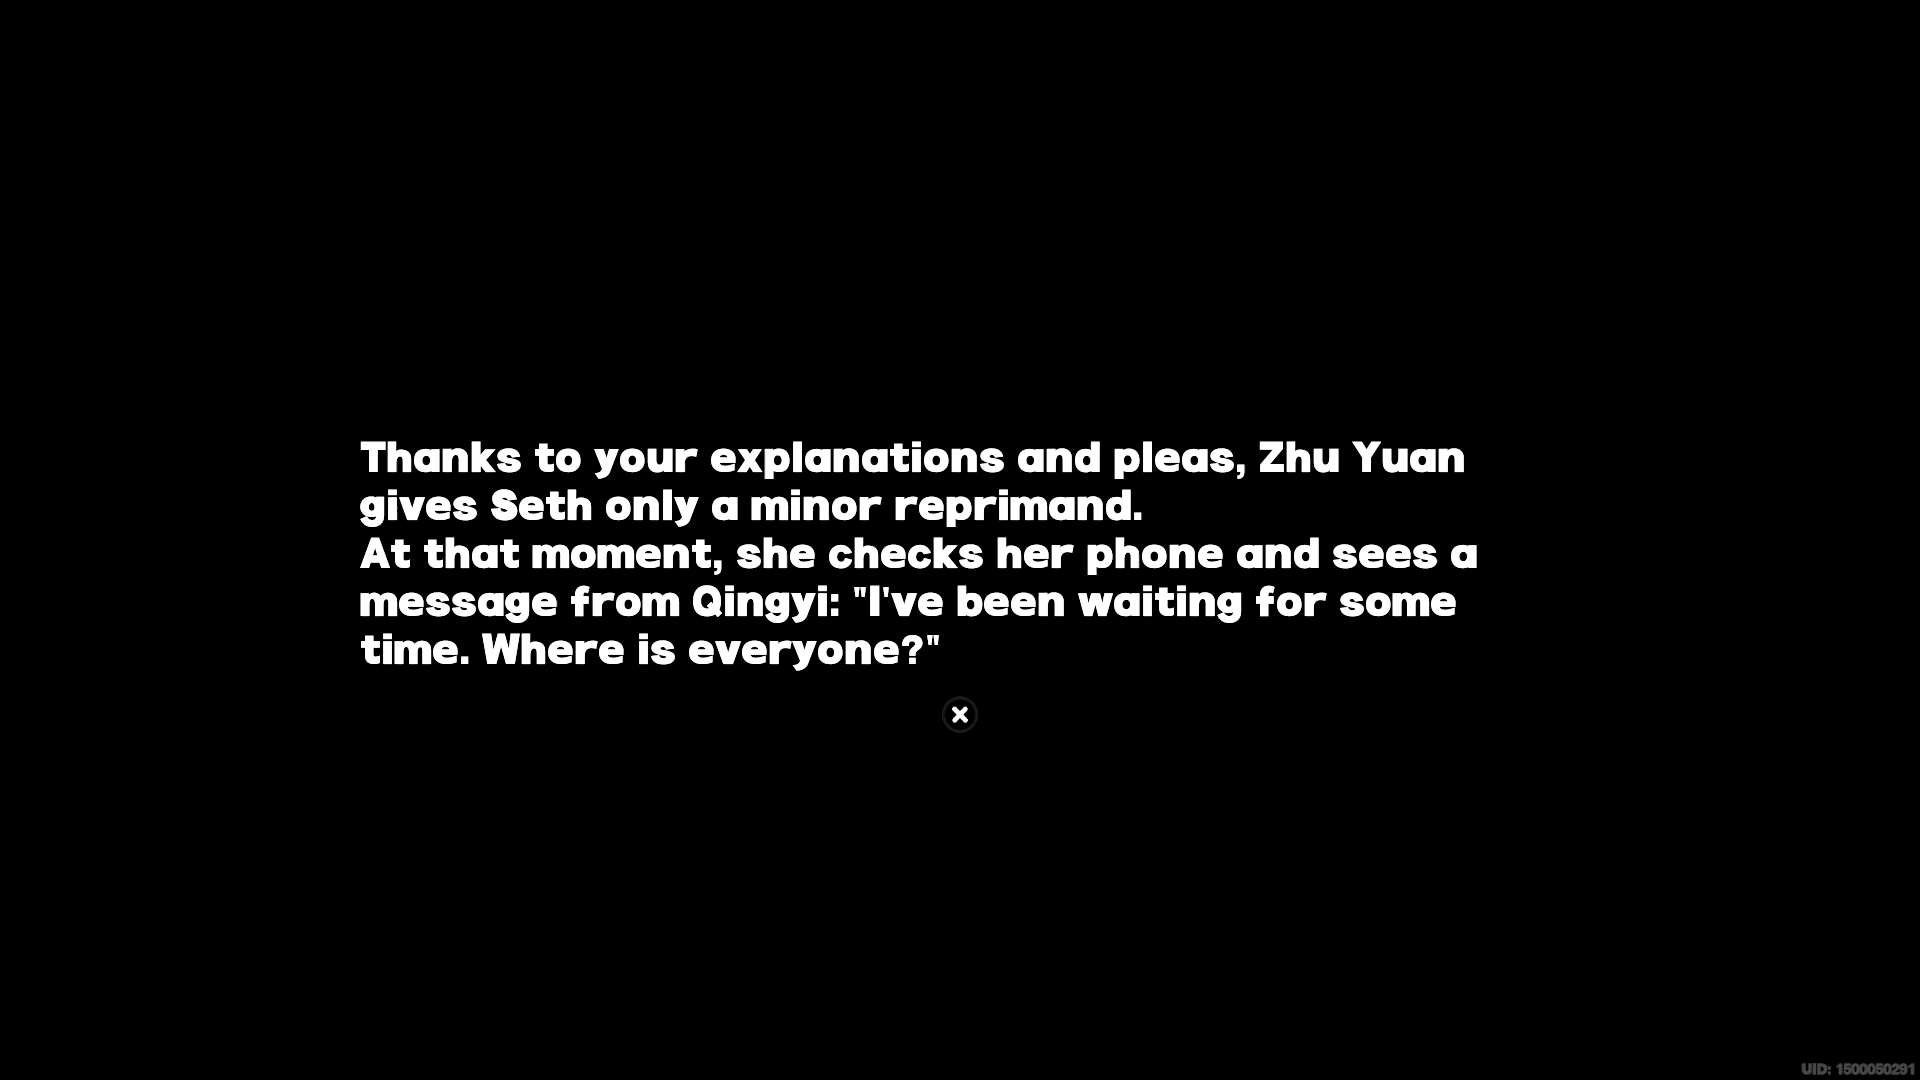 Thanks to your explanations and pleas, Zhu Yuan
gives Seth only a minor reprimand.
At that moment, she checks her phone and sees a
message from Qingyi: "I've been waiting for some
time. Where is everyone?"
UID: 1500050291